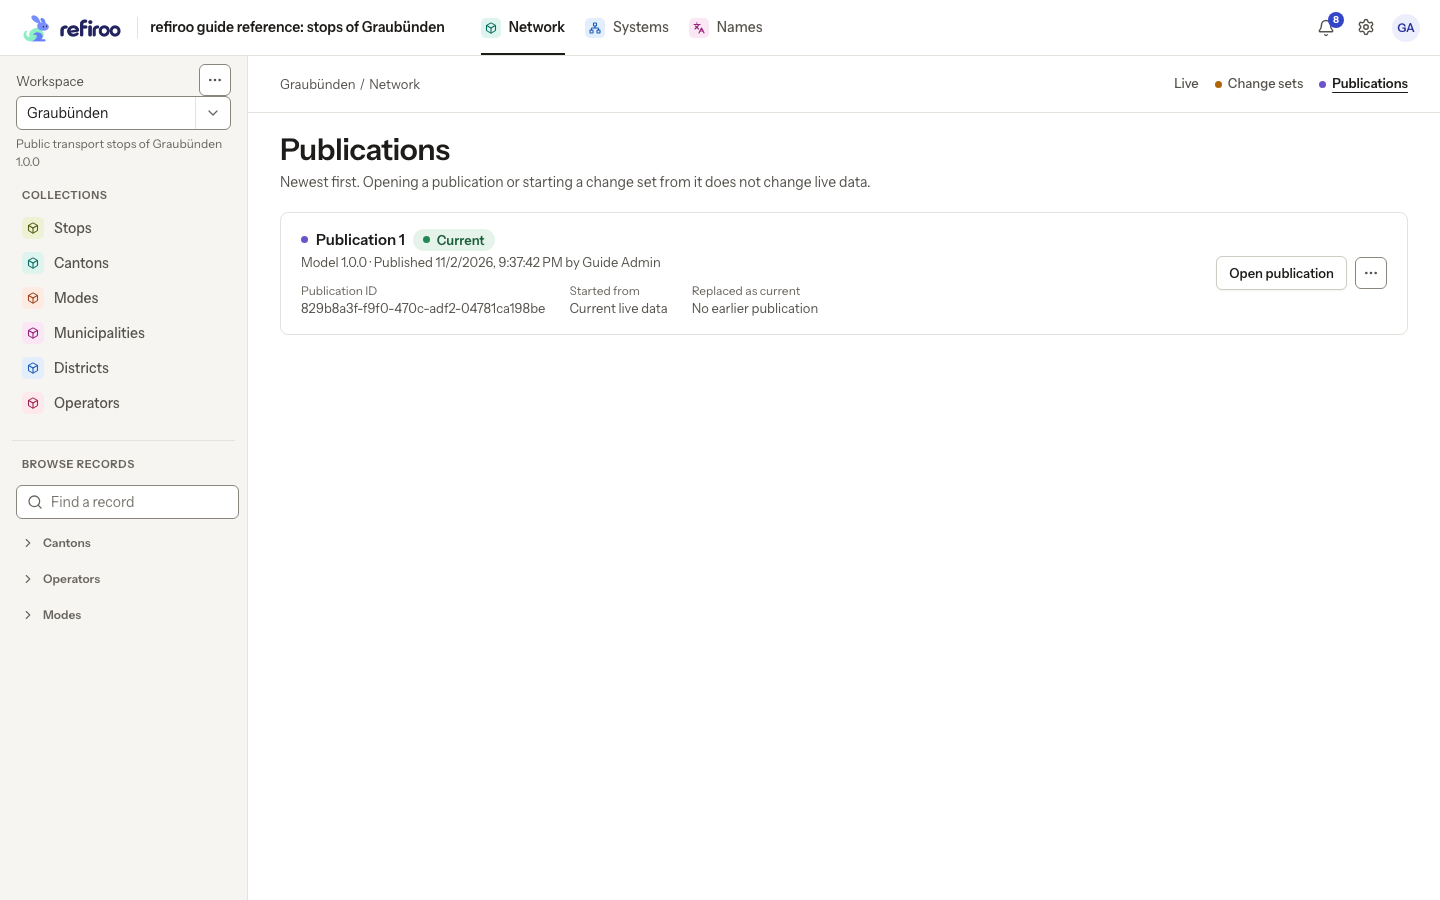 refiroo
refiroo guide reference: stops of Graubünden
Network
Systems
Names
8
GA
Workspace
Graubünden
Public transport stops of Graubünden
1.0.0
COLLECTIONS
Stops
Cantons
Modes
Municipalities
Districts
Operators
BROWSE RECORDS
Find a record
Cantons
Operators
Modes
Graubünden / Network
Live
Change sets
Publications
Publications
Newest first. Opening a publication or starting a change set from it does not change live data.
Publication 1
Current
Model 1.0.0 · Published 11/2/2026, 9:37:42 PM by Guide Admin
Publication ID
829b8a3f-f9f0-470c-adf2-04781ca198be
Started from
Current live data
Replaced as current
No earlier publication
Open publication